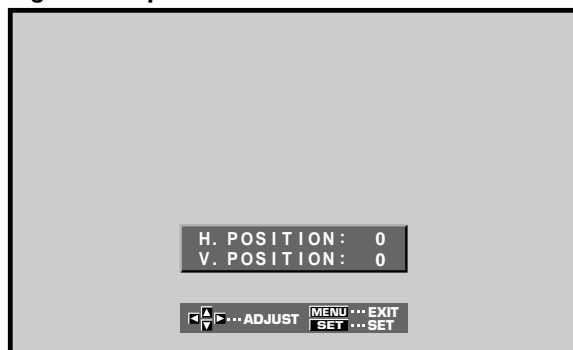 H. POSITION: 0
V. POSITION: 0
◀▲▼▶···ADJUST MENU···EXIT
SET···SET